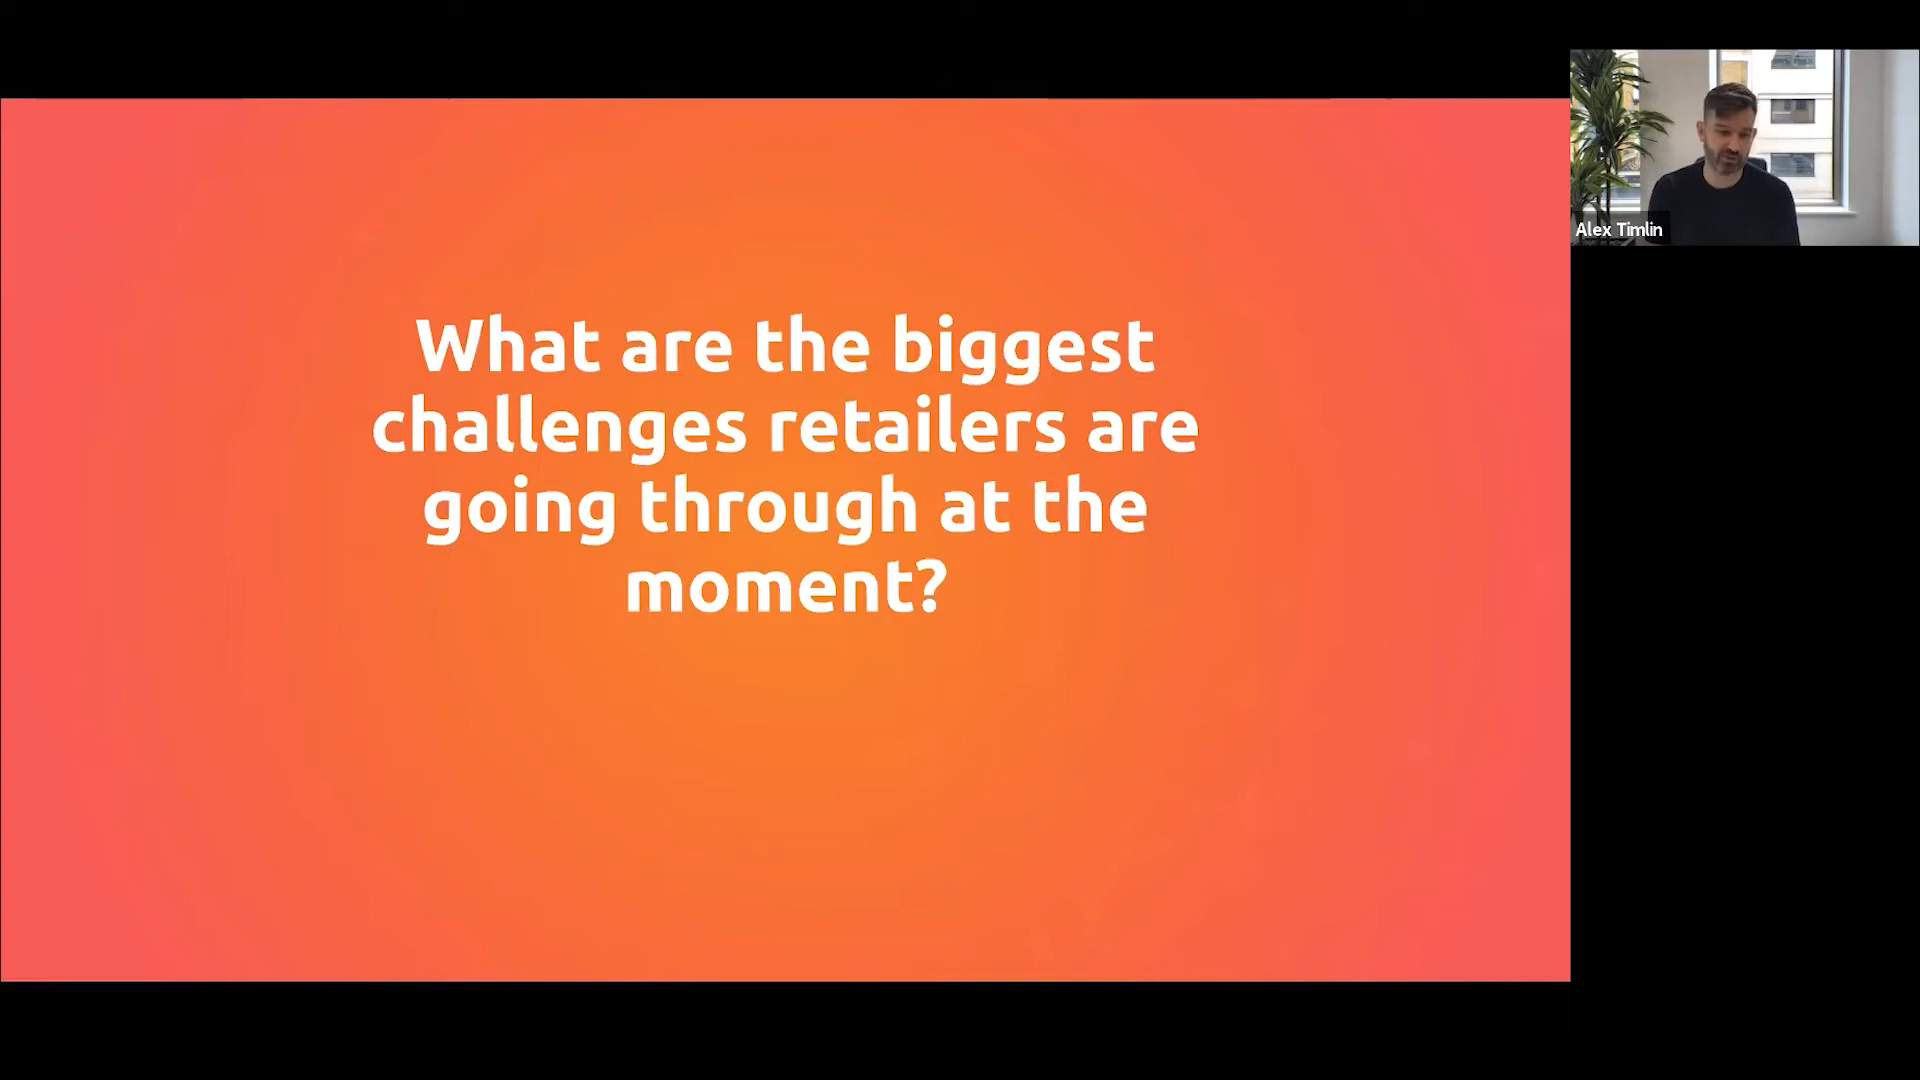 What are the biggest
challenges retailers are
going through at the
moment?
Alex Timlin